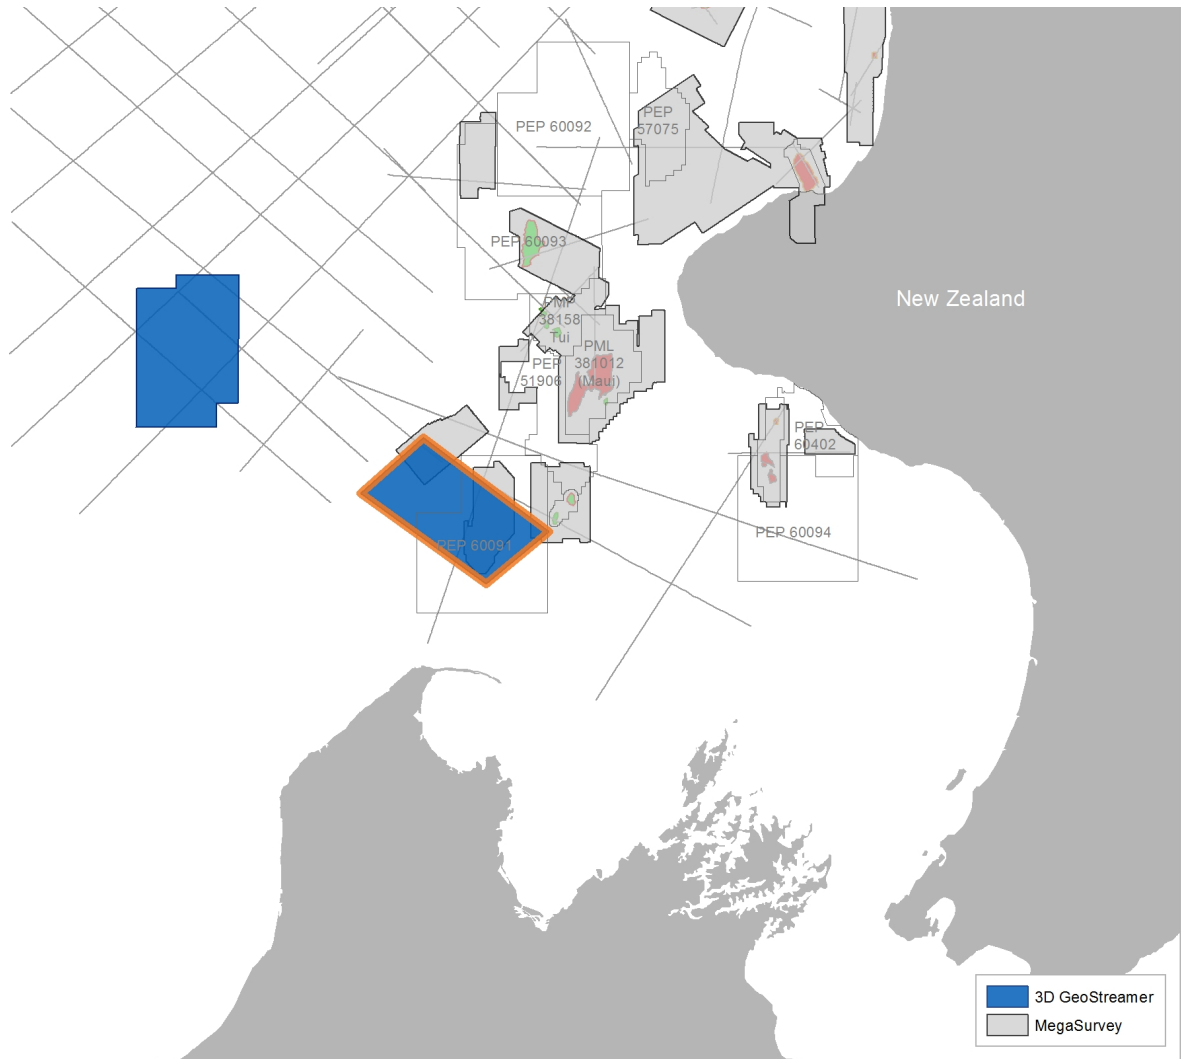 PEP
57075
PEP 60092
PEP 60093
New Zealand
PMP
38158
Tui
PML
381012
(Maui)
PEP
51906
PEP
60402
PEP 60094
PEP 60091
3D GeoStreamer
MegaSurvey